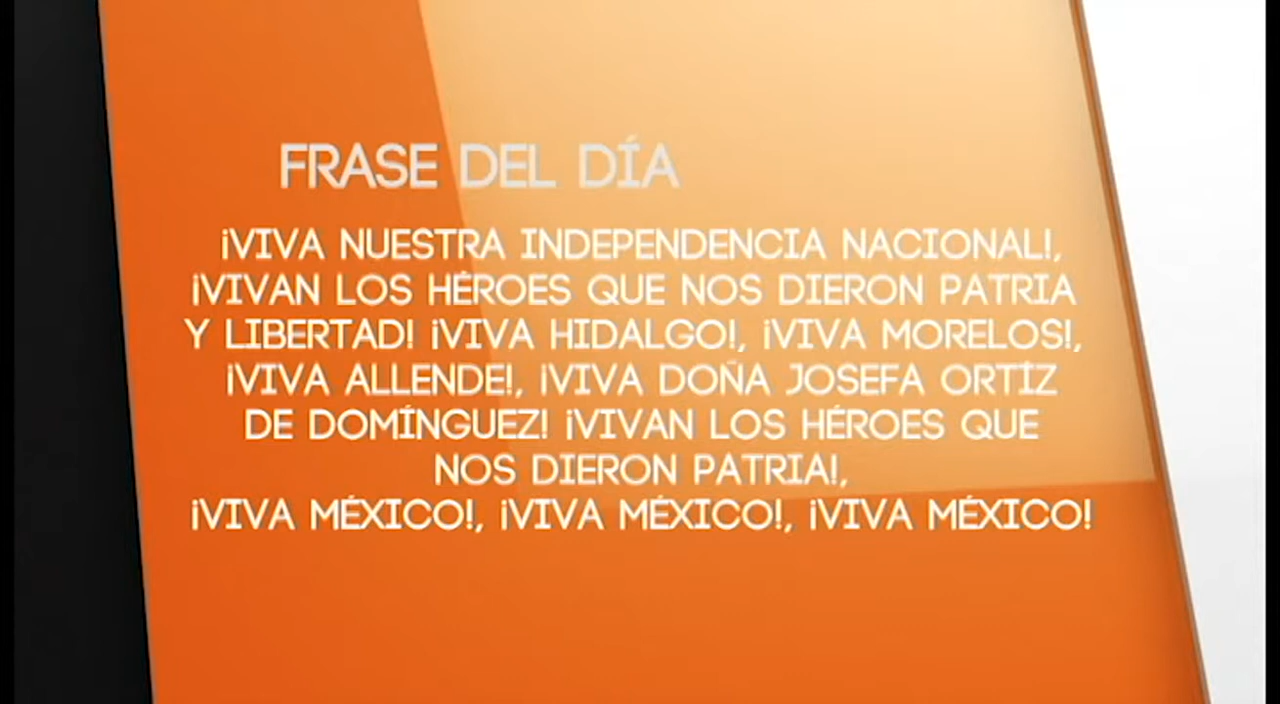 FRASE DEL DÍA
¡VIVA NUESTRA INDEPENDENCIA NACIONAL!,
¡VIVAN LOS HÉROES QUE NOS DIERON PATRIA
Y LIBERTAD! ¡VIVA HIDALGO!, ¡VIVA MORELOS!,
¡VIVA ALLENDE!, ¡VIVA DOÑA JOSEFA ORTÍZ
DE DOMÍNGUEZ! ¡VIVAN LOS HÉROES QUE
NOS DIERON PATRIA!,
¡VIVA MÉXICO!, ¡VIVA MÉXICO!, ¡VIVA MÉXICO!